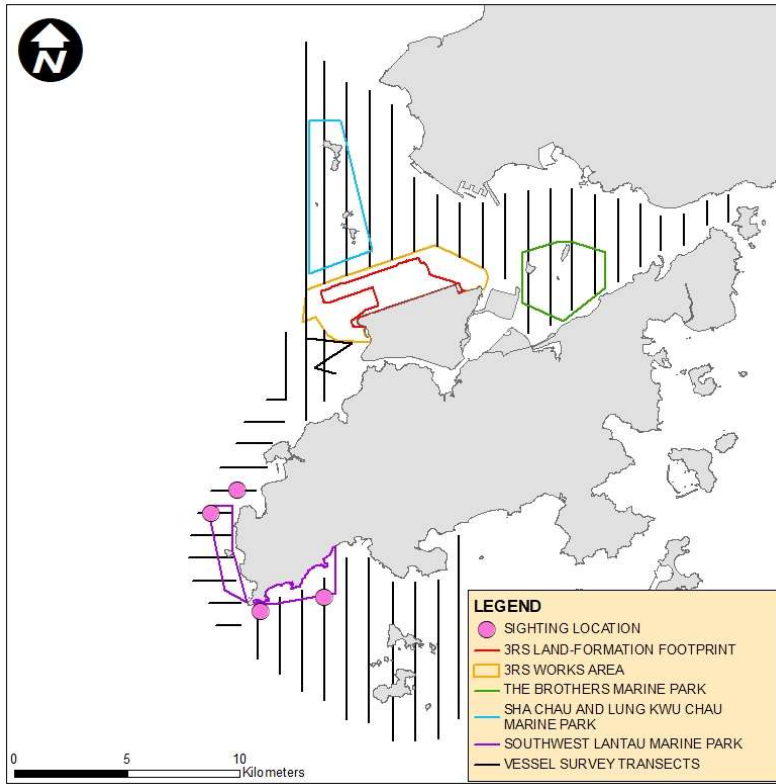 N
LEGEND
SIGHTING LOCATION
3RS LAND-FORMATION FOOTPRINT
3RS WORKS AREA
THE BROTHERS MARINE PARK
SHA CHAU AND LUNG KWU CHAU
MARINE PARK
SOUTHWEST LANTAU MARINE PARK
VESSEL SURVEY TRANSECTS
0 5 10
Kilometers